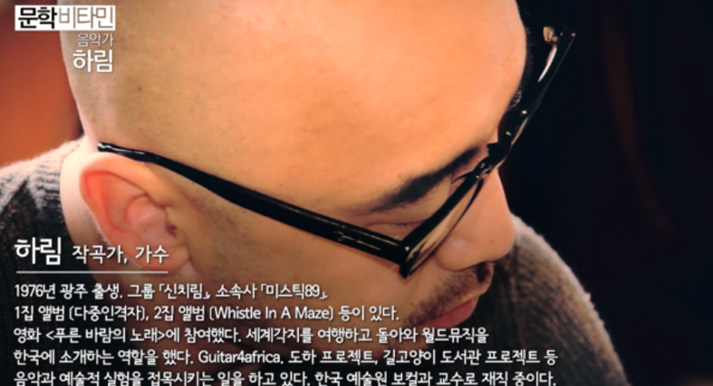 문학비타민
음악가
하림
하림 작곡가, 가수
1976년 광주 출생. 그룹 「신치림」, 소속사 「미스틱89」.
1집 앨범 (다중인격자), 2집 앨범 (Whistle In A Maze) 등이 있다.
영화 <푸른 바람의 노래>에 참여했다. 세계각지를 여행하고 돌아와 월드뮤직을
한국에 소개하는 역할을 했다. Guitar4africa, 도하 프로젝트, 길고양이 도서관 프로젝트 등
음악과 예술적 실험을 접목시키는 일을 하고 있다. 한국 예술원 보컬과 교수로 재직 중이다.